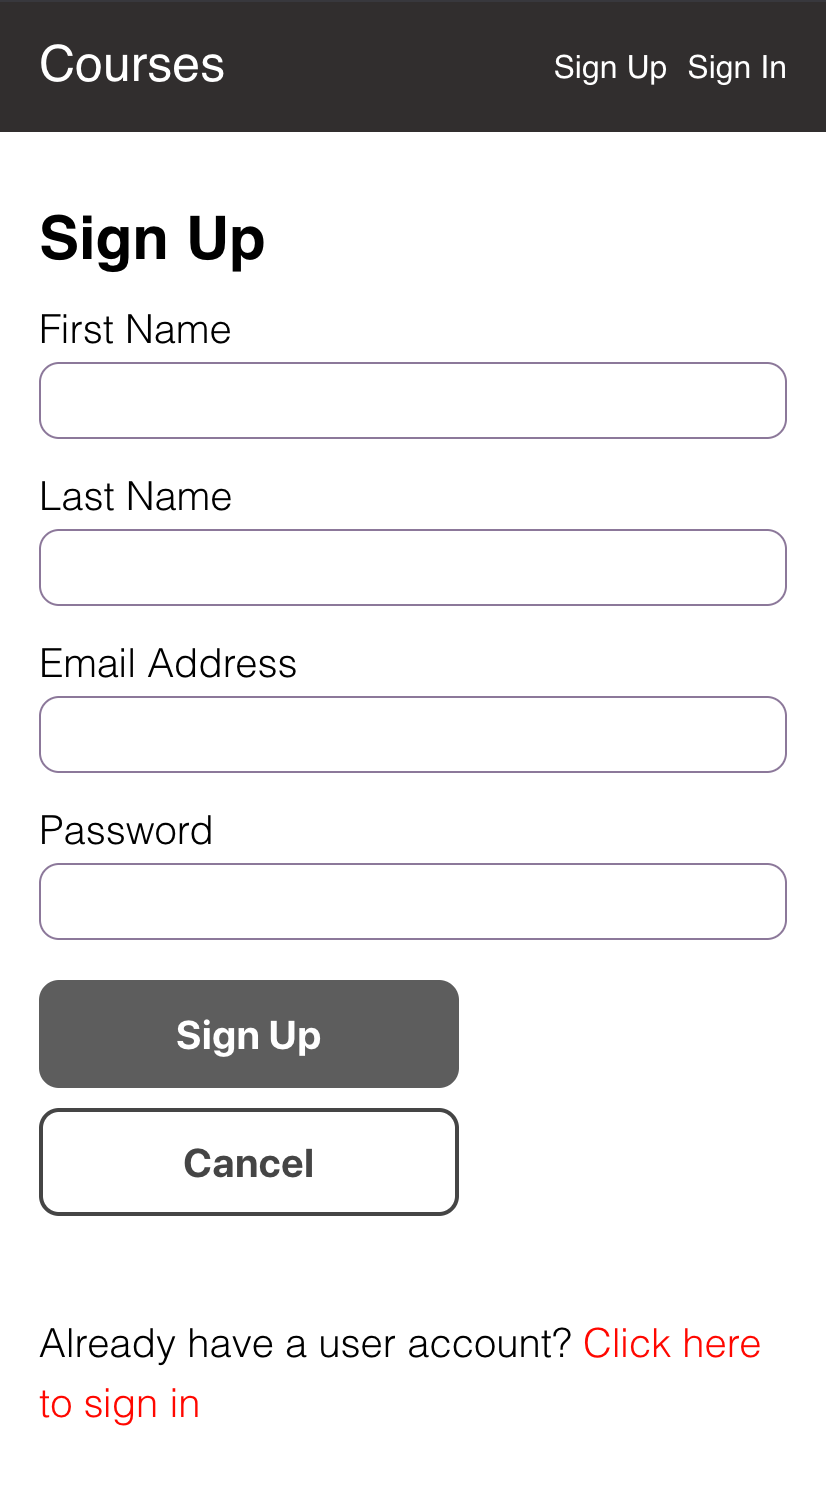 Courses
Sign Up Sign In
Sign Up
First Name
Last Name
Email Address
Password
Sign Up
Cancel
Already have a user account? Click here
to sign in